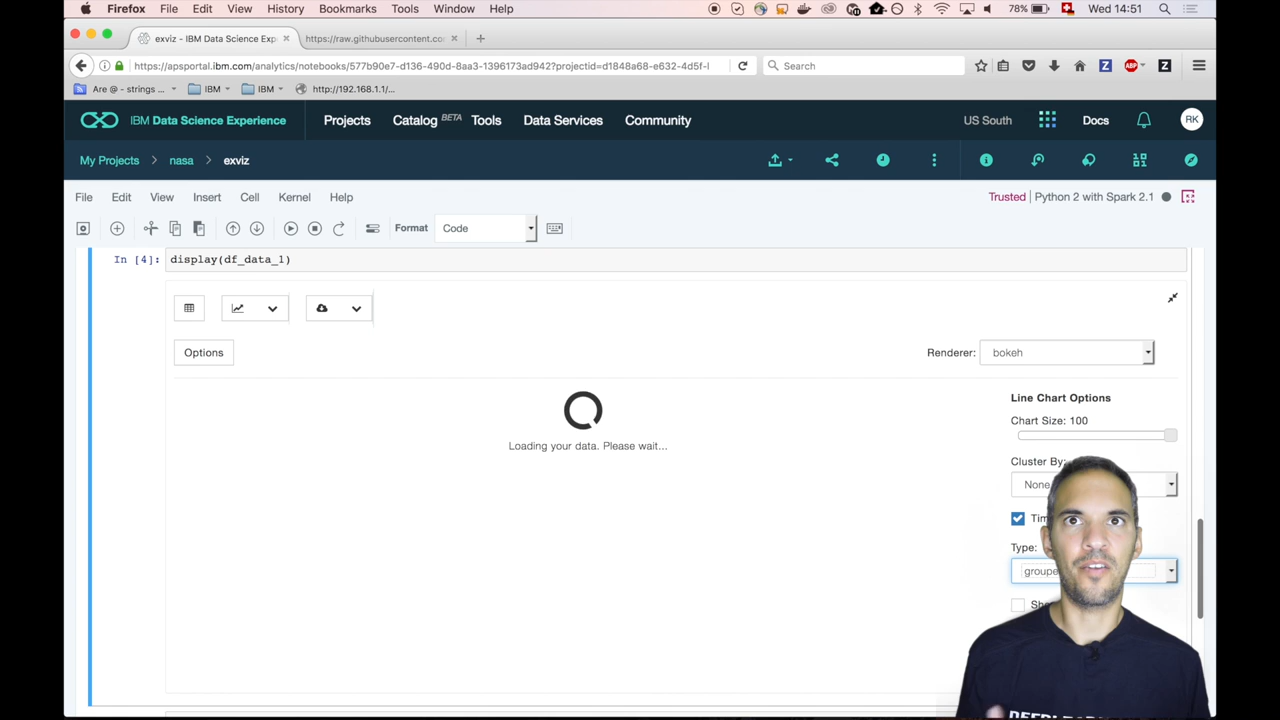 Firefox File Edit View History Bookmarks Tools Window Help 78% Wed 14:51
exviz - IBM Data Science Exp × https://raw.githubusercontent.co ×
https://apsportal.ibm.com/analytics/notebooks/577b90e7-d136-490d-8aa3-1396173ad942?projectid=d1848a68-e632-4d5f-l Search
Are @ - strings ... IBM IBM http://192.168.1.1/...
IBM Data Science Experience Projects Catalog BETA Tools Data Services Community US South Docs RK
My Projects > nasa > exviz
File Edit View Insert Cell Kernel Help Trusted | Python 2 with Spark 2.1
Format Code
In [4]: display(df_data_1)
Options Renderer: bokeh
Line Chart Options
Chart Size: 100
Loading your data. Please wait...
Cluster By:
None
Type: